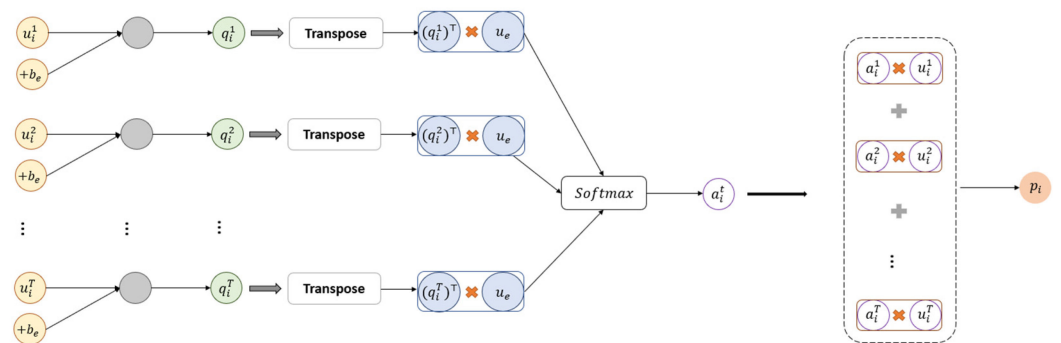 u_i^1 q_i^1 Transpose (q_i^1)^⊤ ✖ u_e
+b_e
a_i^1 ✖ u_i^1
+
u_i^2 q_i^2 Transpose (q_i^2)^⊤ ✖ u_e
+b_e
a_i^2 ✖ u_i^2
Softmax a_i^t
p_i
+
... ... ...
...
u_i^T q_i^T Transpose (q_i^T)^⊤ ✖ u_e
+b_e
a_i^T ✖ u_i^T